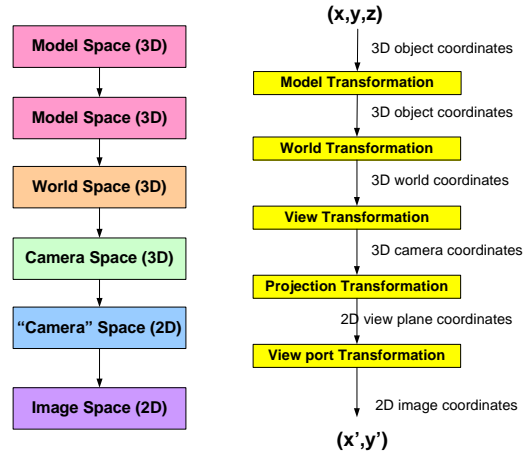 Model Space (3D)
Model Space (3D)
World Space (3D)
Camera Space (3D)
“Camera” Space (2D)
Image Space (2D)
(x,y,z)
3D object coordinates
Model Transformation
3D object coordinates
World Transformation
3D world coordinates
View Transformation
3D camera coordinates
Projection Transformation
2D view plane coordinates
View port Transformation
2D image coordinates
(x’,y’)